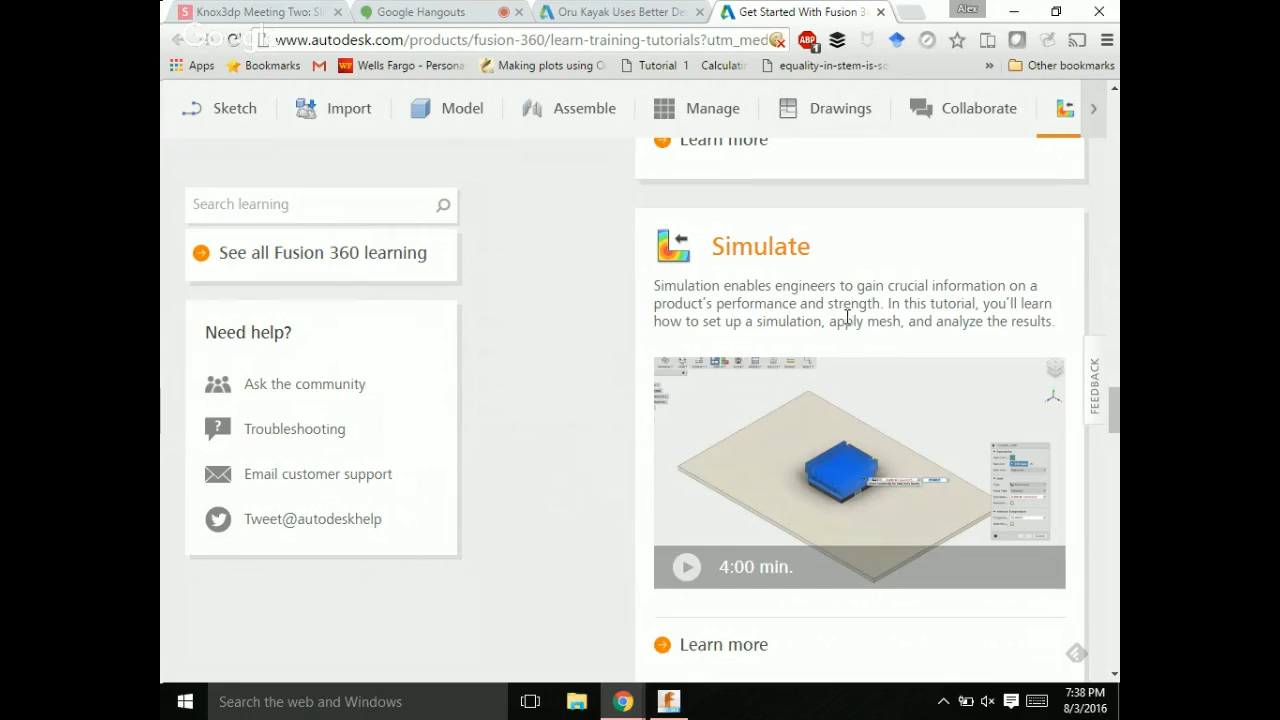 Knox3dp Meeting Two: Sl
Google Hangouts
Oru Kayak Uses Better De
Get Started With Fusion 3
Alex
Google
www.autodesk.com/products/fusion-360/learn-training-tutorials?utm_med
ABP
1
Apps
Bookmarks
Wells Fargo - Persona
Making plots using
Tutorial 1
Calculati
equality-in-stem-is-sc
»
Other bookmarks
Sketch
Import
Model
Assemble
Manage
Drawings
Collaborate
Learn more
Search learning
See all Fusion 360 learning
Need help?
Ask the community
Troubleshooting
Email customer support
Tweet@autodeskhelp
Simulate
Simulation enables engineers to gain crucial information on a
product's performance and strength. In this tutorial, you'll learn
how to set up a simulation, apply mesh, and analyze the results.
4:00 min.
Learn more
FEEDBACK
Search the web and Windows
7:38 PM
8/3/2016